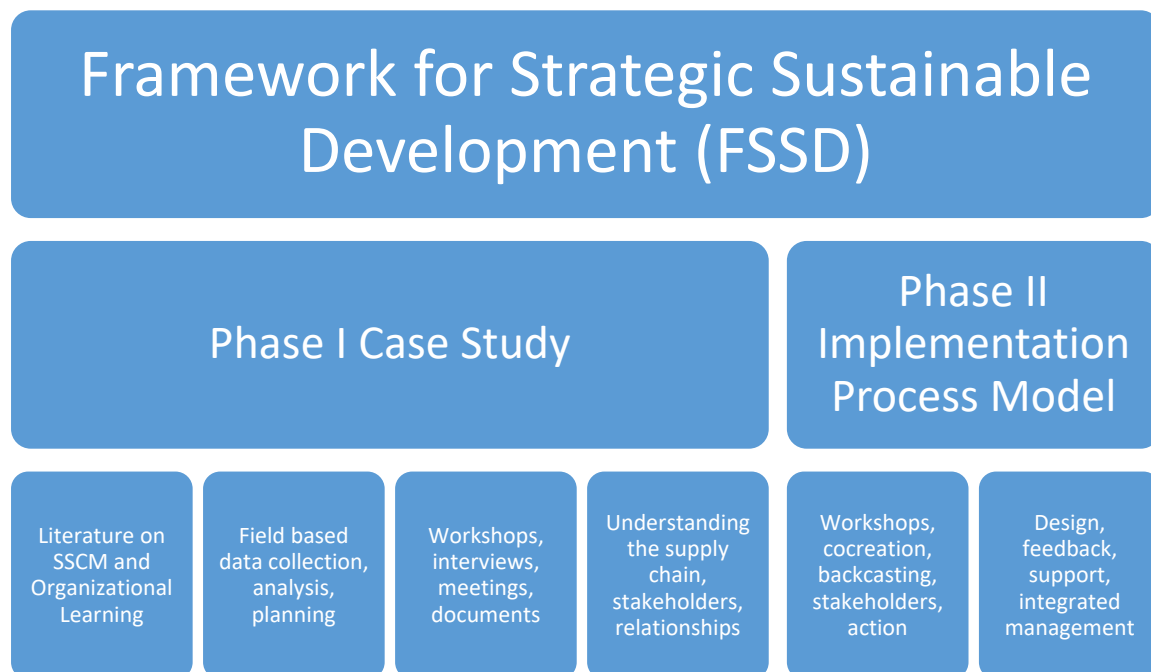 Framework for Strategic Sustainable
Development (FSSD)
Phase I Case Study
Phase II
Implementation
Process Model
Literature on
SSCM and
Organizational
Learning
Field based
data collection,
analysis,
planning
Workshops,
interviews,
meetings,
documents
Understanding
the supply
chain,
stakeholders,
relationships
Workshops,
cocreation,
backcasting,
stakeholders,
action
Design,
feedback,
support,
integrated
management